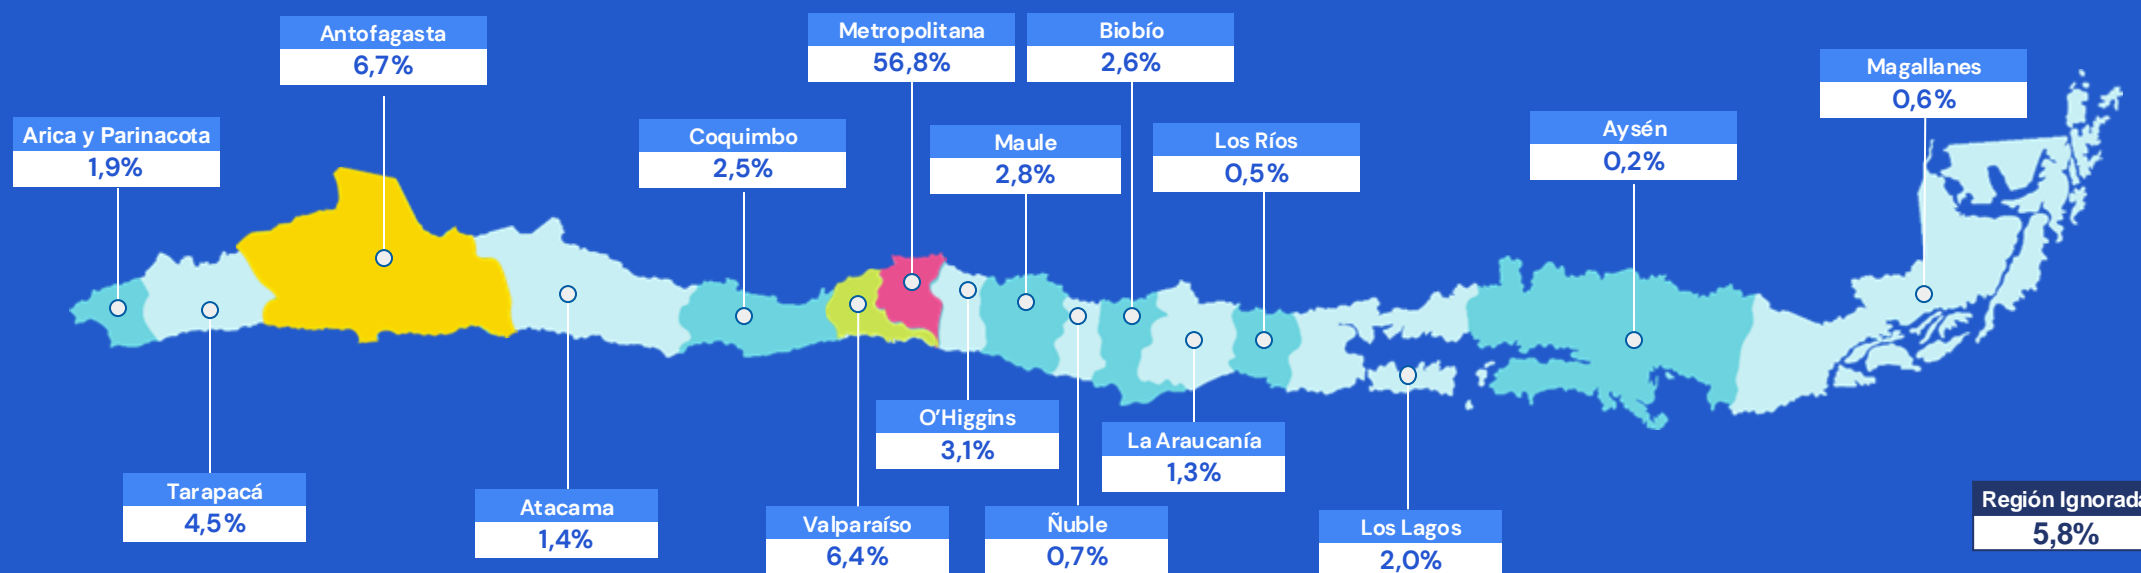 Antofagasta
6,7%
Metropolitana
56,8%
Biobío
2,6%
Magallanes
0,6%
Arica y Parinacota
1,9%
Coquimbo
2,5%
Maule
2,8%
Los Ríos
0,5%
Aysén
0,2%
O’Higgins
3,1%
La Araucanía
1,3%
Tarapacá
4,5%
Atacama
1,4%
Valparaíso
6,4%
Ñuble
0,7%
Los Lagos
2,0%
Región Ignorada
5,8%